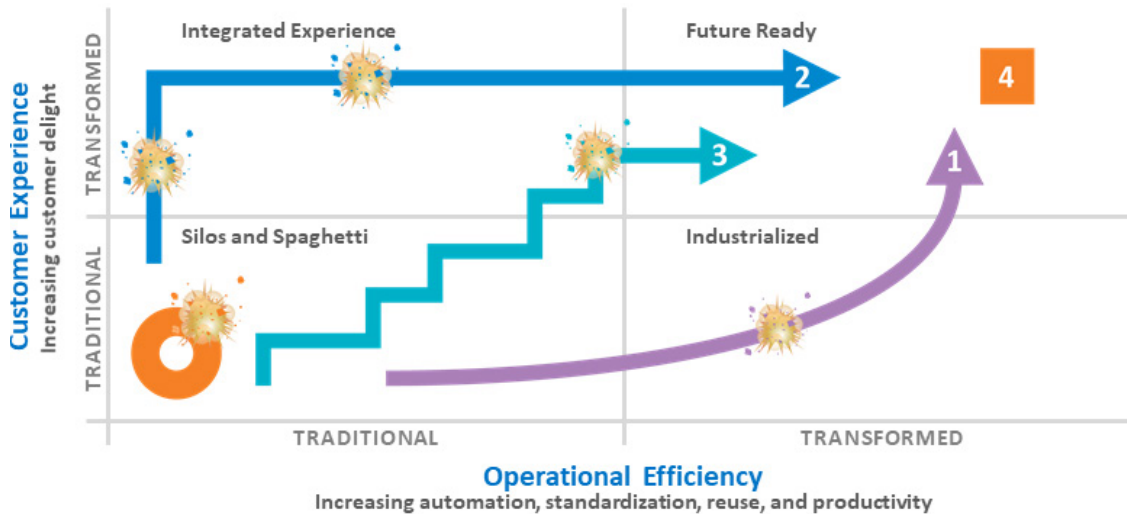 Customer Experience
Increasing customer delight
TRANSFORMED
TRADITIONAL
Integrated Experience
Future Ready
2
4
3
1
Silos and Spaghetti
Industrialized
TRADITIONAL
TRANSFORMED
Operational Efficiency
Increasing automation, standardization, reuse, and productivity